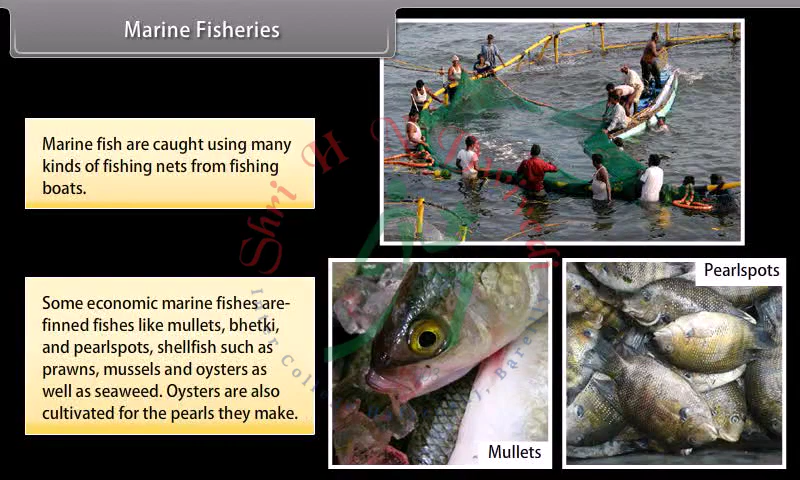 Marine Fisheries
Marine fish are caught using many
kinds of fishing nets from fishing
boats.
Some economic marine fishes are-
finned fishes like mullets, bhetki,
and pearlspots, shellfish such as
prawns, mussels and oysters as
well as seaweed. Oysters are also
cultivated for the pearls they make.
Mullets
Pearlspots
Shri H